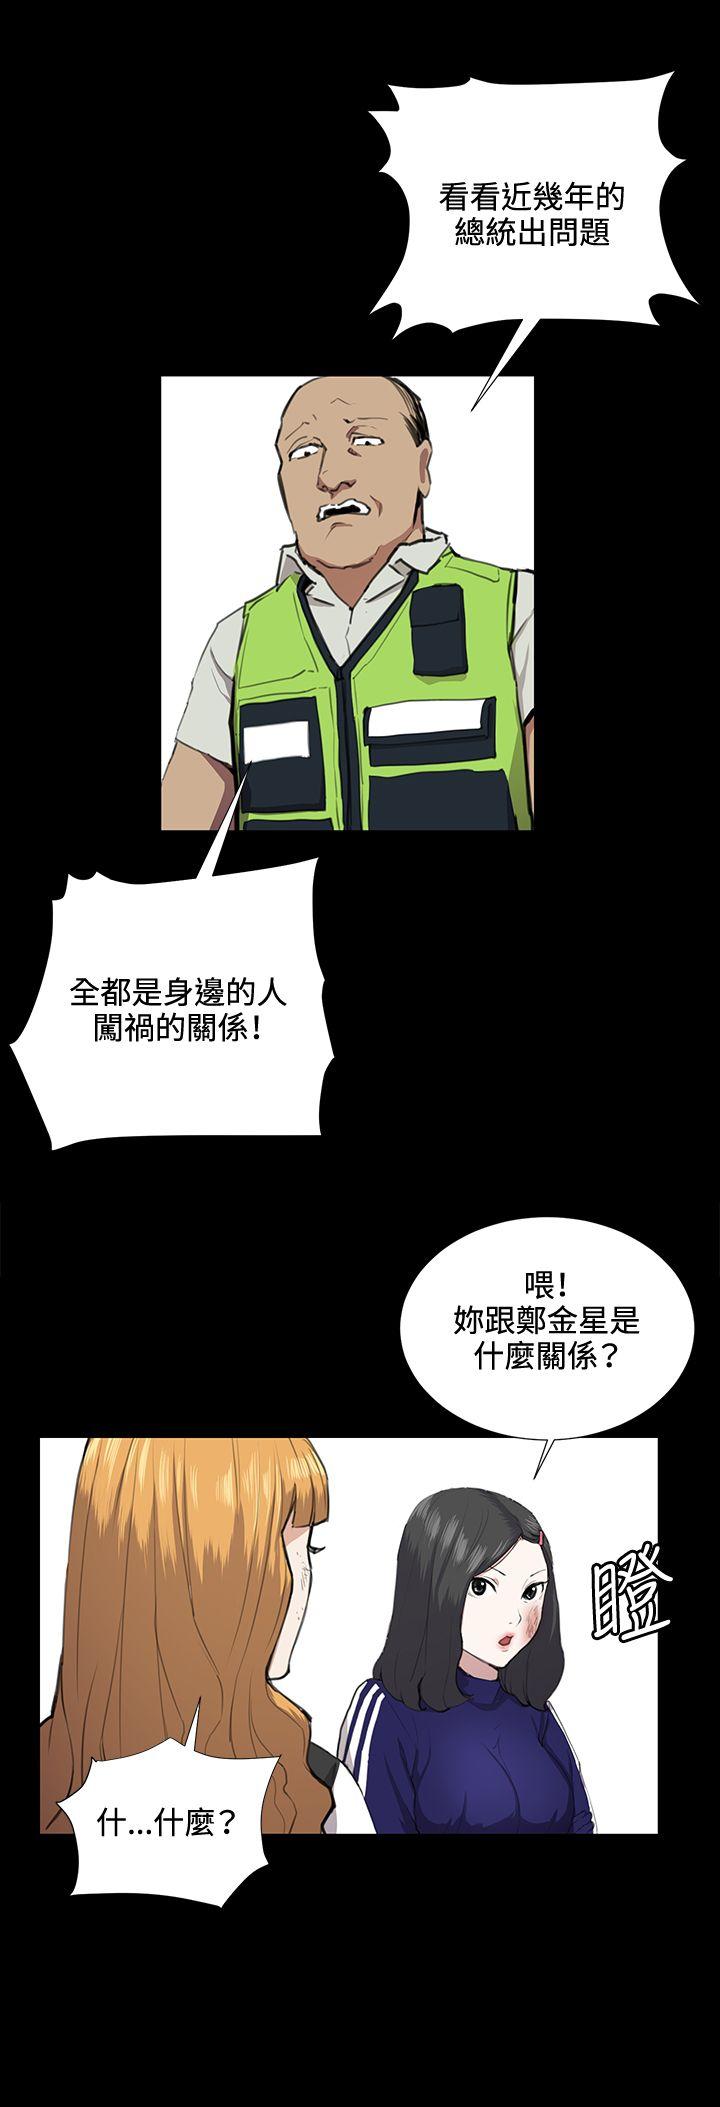 看看近幾年的
總統出問題
全都是身邊的人
闖禍的關係！
喂！
妳跟鄭金星是
什麼關係？
瞪
什…什麼？